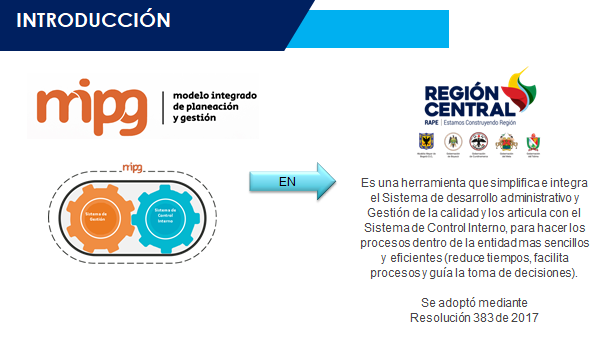 INTRODUCCIÓN
mipg
modelo integrado
de planeación
y gestión
REGIÓN
CENTRAL
RAPE | Estamos Construyendo Región
mipg
Sistema de
Gestión
Sistema de
Control
Interno
EN
Es una herramienta que simplifica e integra
el Sistema de desarrollo administrativo y
Gestión de la calidad y los articula con el
Sistema de Control Interno, para hacer los
procesos dentro de la entidad mas sencillos
y eficientes (reduce tiempos, facilita
procesos y guía la toma de decisiones).
Se adoptó mediante
Resolución 383 de 2017